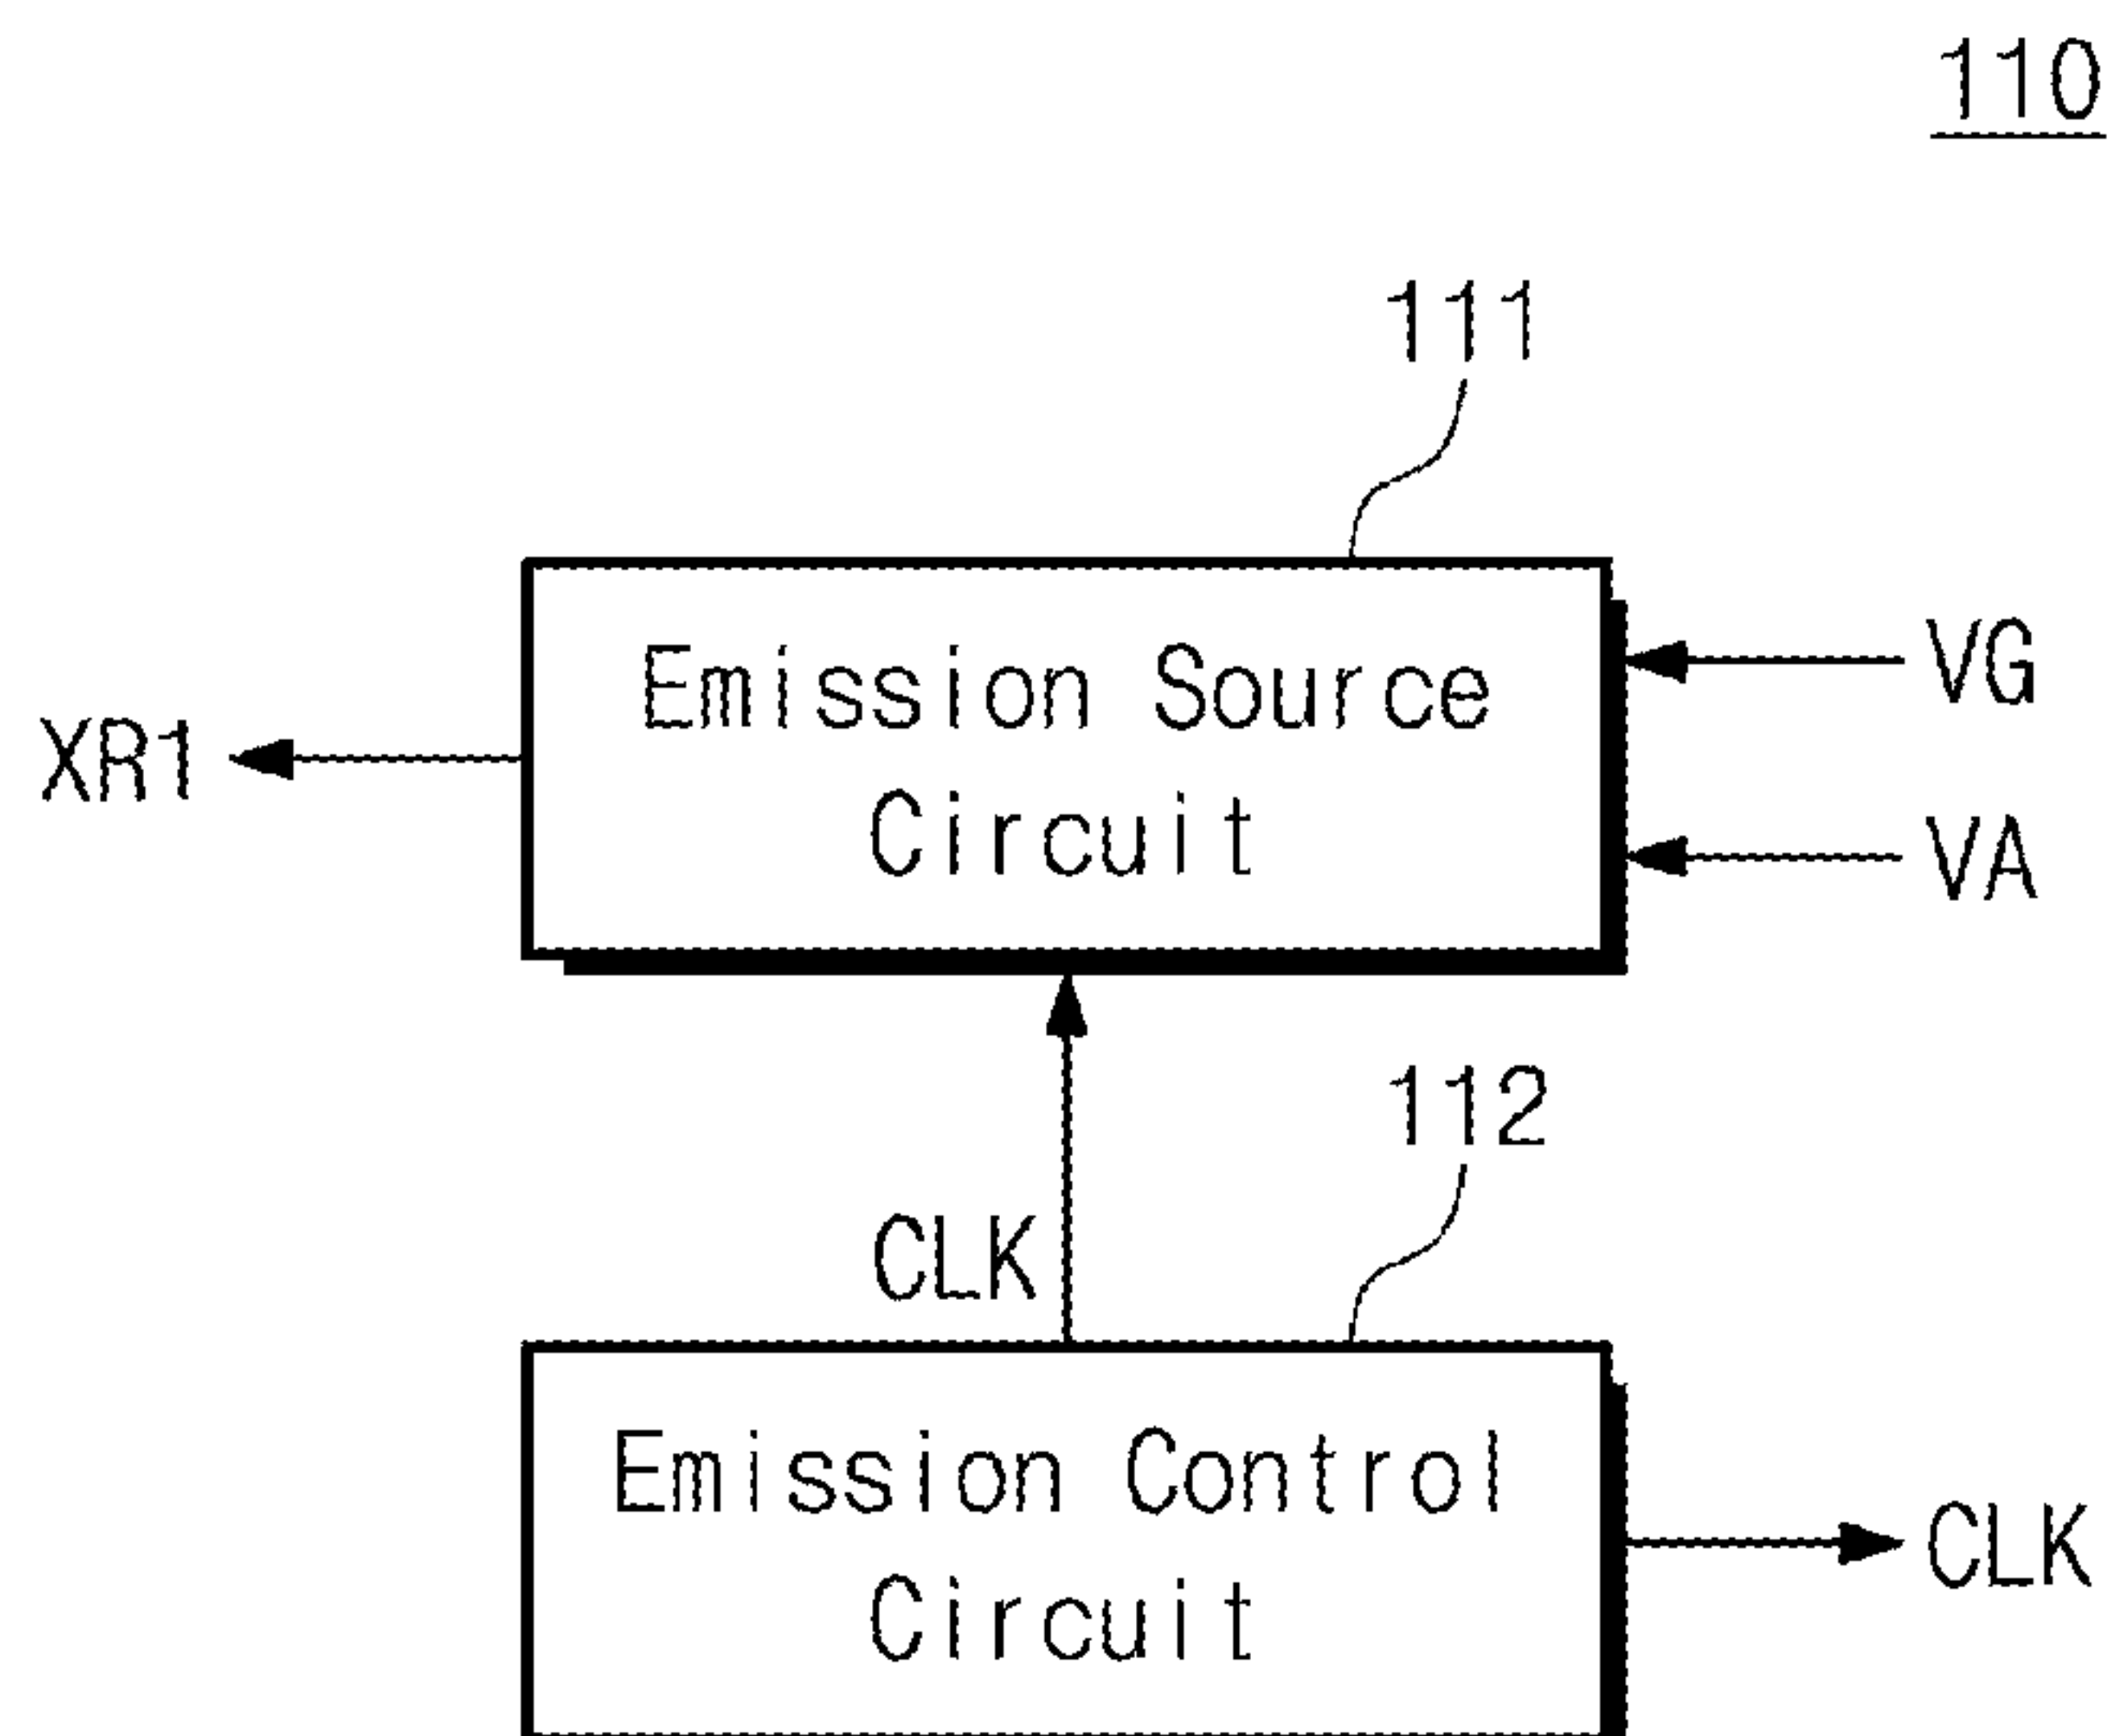 110
111
Emission Source
Circuit
VG
XR1
VA
112
CLK
Emission Control
Circuit
CLK